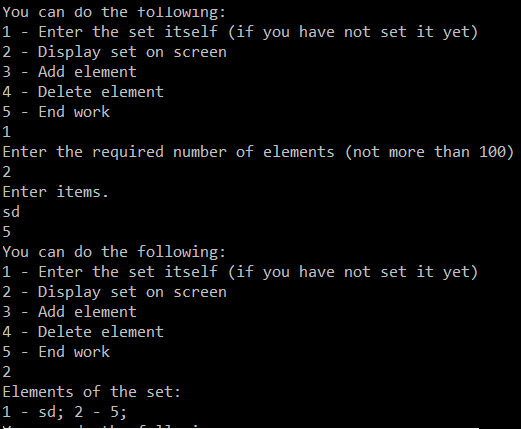 You can do the following:
1 - Enter the set itself (if you have not set it yet)
2 - Display set on screen
3 - Add element
4 - Delete element
5 - End work
1
Enter the required number of elements (not more than 100)
2
Enter items.
sd
5
You can do the following:
1 - Enter the set itself (if you have not set it yet)
2 - Display set on screen
3 - Add element
4 - Delete element
5 - End work
2
Elements of the set:
1 - sd; 2 - 5;